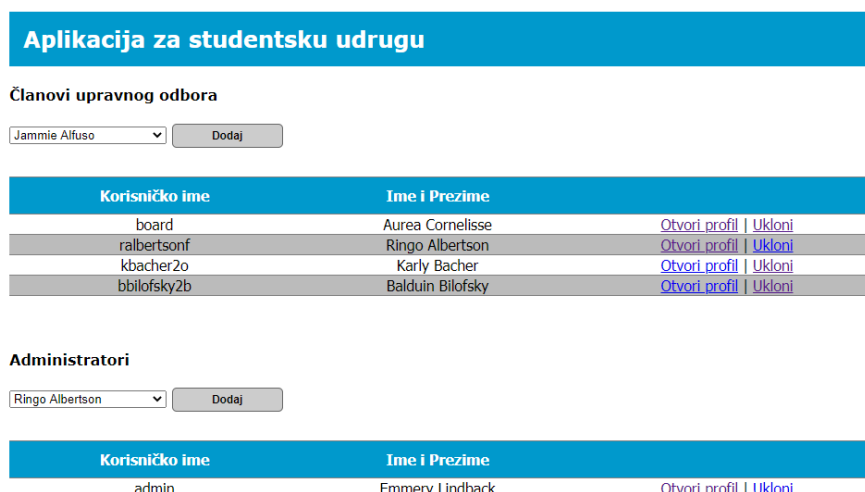 Aplikacija za studentsku udrugu
Članovi upravnog odbora
Jammie Alfuso Dodaj
Korisničko ime Ime i Prezime
board Aurea Cornelisse Otvori profil | Ukloni
ralbertsonf Ringo Albertson Otvori profil | Ukloni
kbacher2o Karly Bacher Otvori profil | Ukloni
bbilofsky2b Balduin Bilofsky Otvori profil | Ukloni
Administratori
Ringo Albertson Dodaj
Korisničko ime Ime i Prezime
admin Emmery Lindback Otvori profil | Ukloni